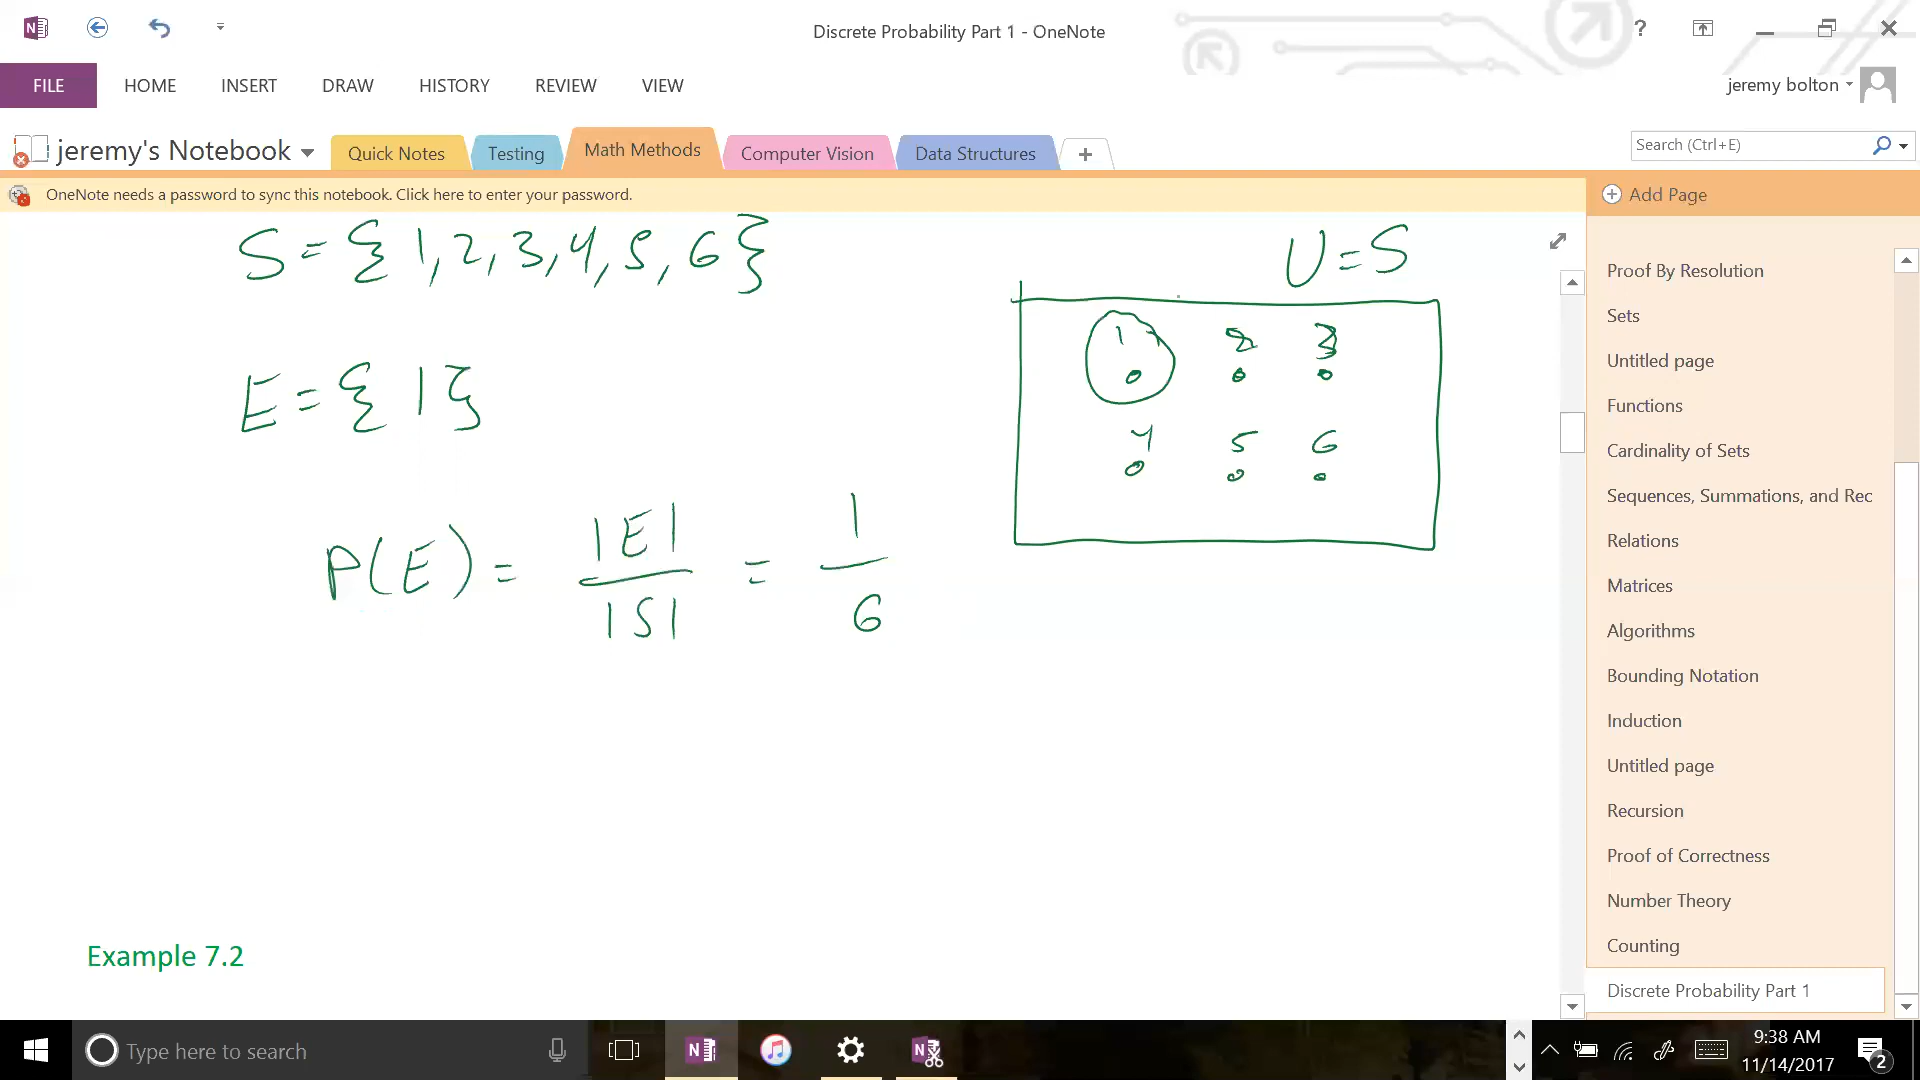 Discrete Probability Part 1 - OneNote
?
FILE HOME INSERT DRAW HISTORY REVIEW VIEW
jeremy bolton
jeremy's Notebook Quick Notes Testing Math Methods Computer Vision Data Structures +
Search (Ctrl+E)
OneNote needs a password to sync this notebook. Click here to enter your password.
S = { 1, 2, 3, 4, 5, 6 }
E = { 1 }
P(E) = |E| / |S| = 1 / 6
U = S
1 2 3
4 5 6
Example 7.2
Add Page
Proof By Resolution
Sets
Untitled page
Functions
Cardinality of Sets
Sequences, Summations, and Rec
Relations
Matrices
Algorithms
Bounding Notation
Induction
Untitled page
Recursion
Proof of Correctness
Number Theory
Counting
Discrete Probability Part 1
Type here to search
9:38 AM
11/14/2017
2